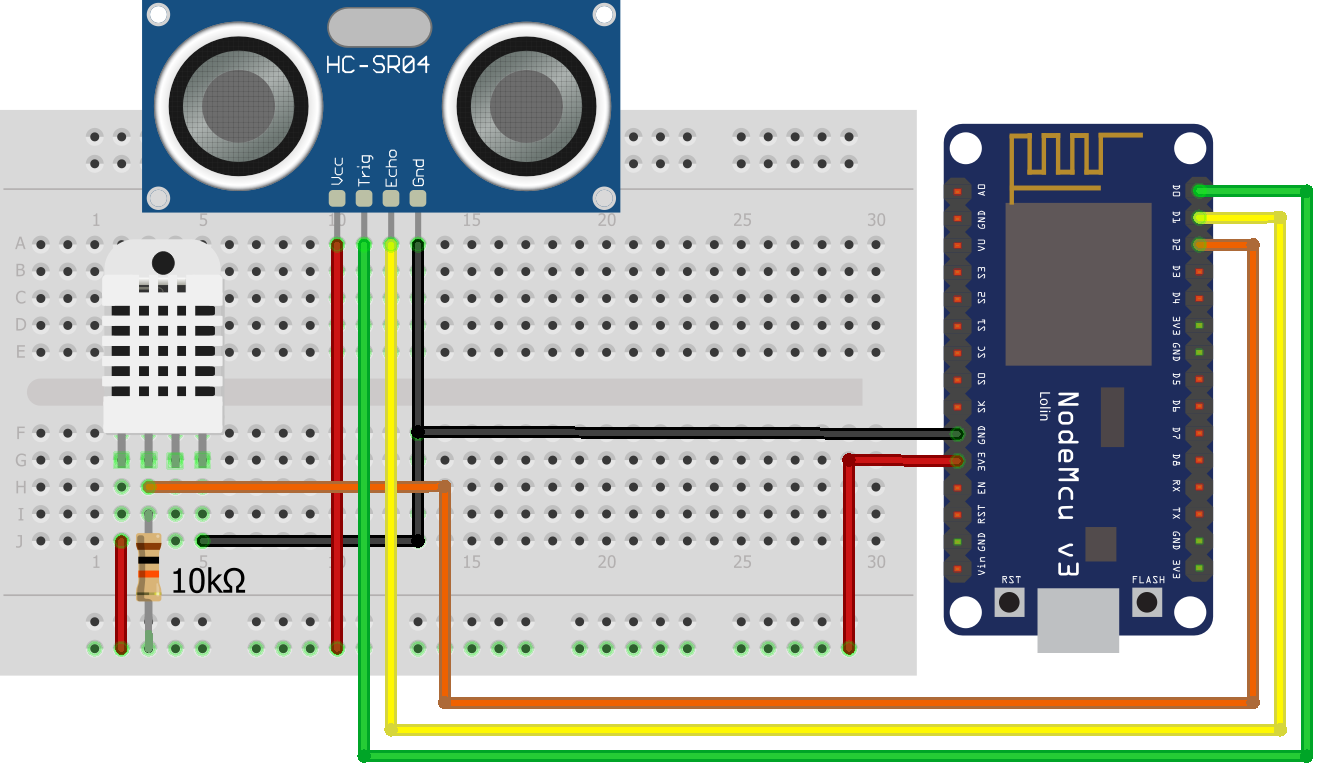 HC-SR04
Vcc
Trig
Echo
Gnd
1 5 10 15 20 25 30
A
B
C
D
E
F
G
H
I
J
1 5 10 15 20 25 30
10kΩ
A0
GND
VU
S3
S2
S1
SC
S0
SK
GND
3V3
EN
RST
GND
Vin
D0
D1
D2
D3
D4
3V3
GND
D5
D6
D7
D8
RX
TX
GND
3V3
NodeMcu v3
Lolin
RST
FLASH